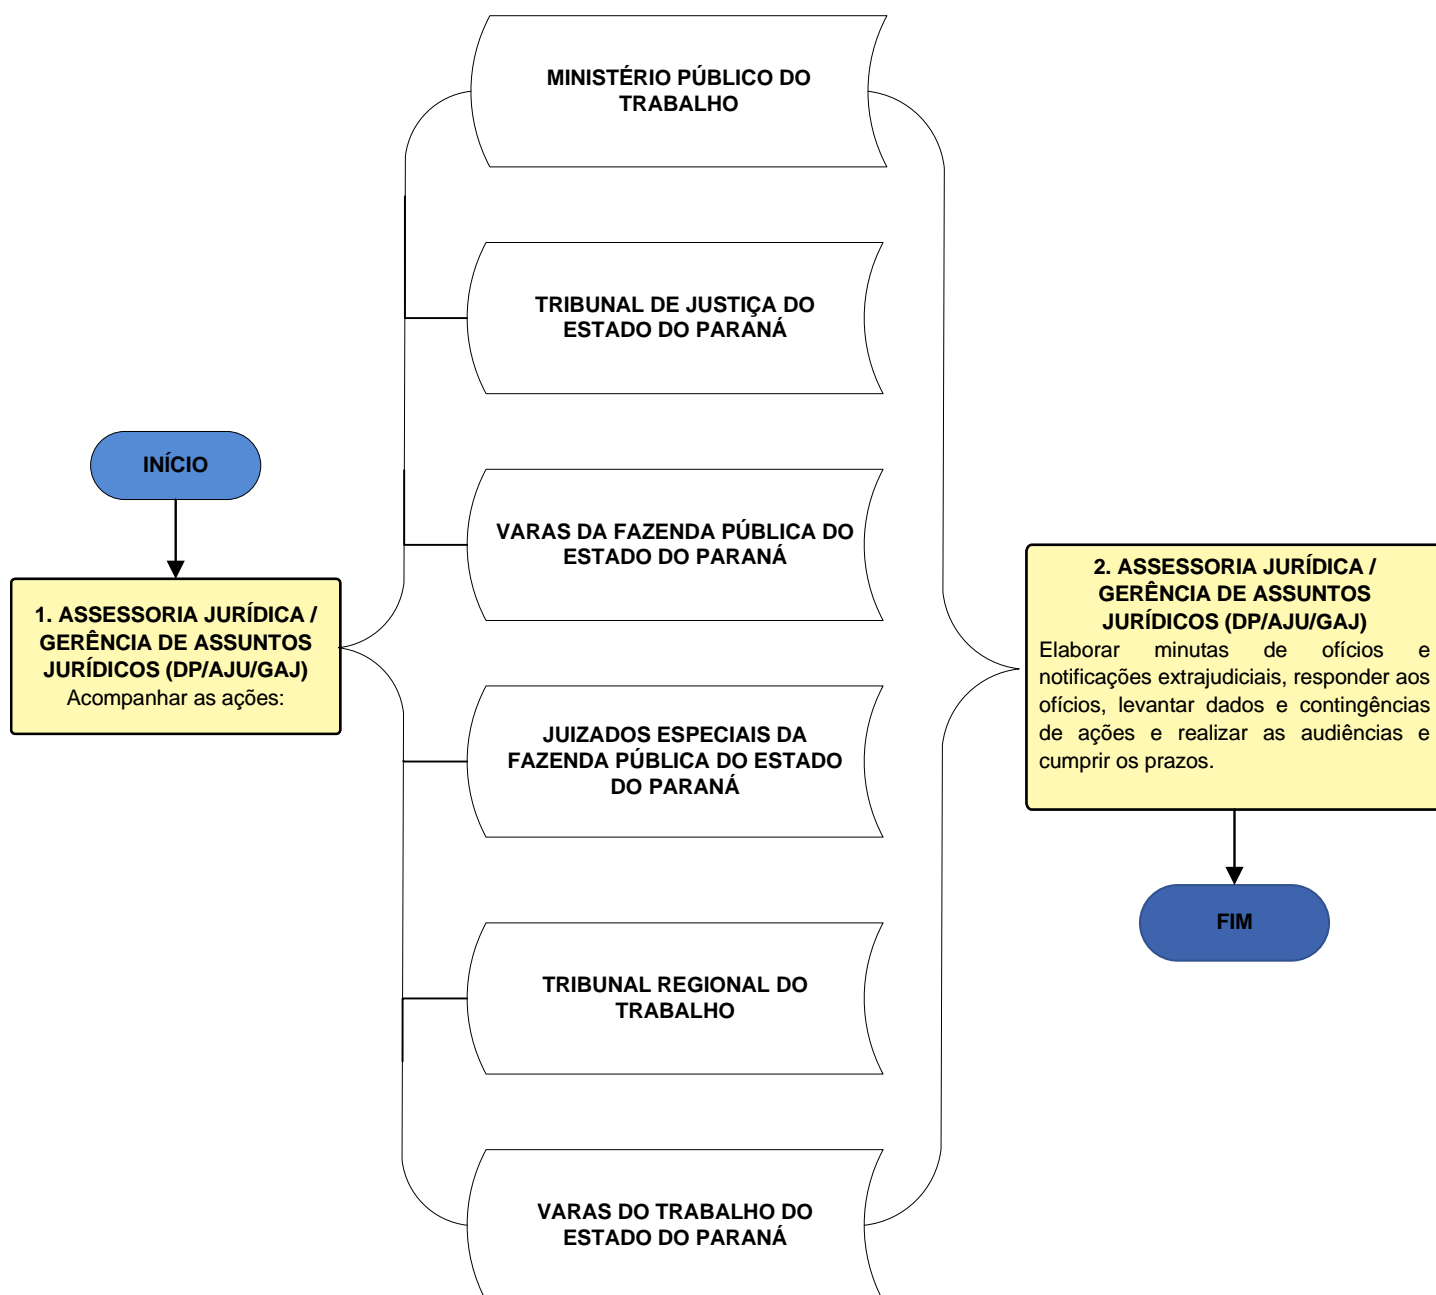 INÍCIO
1. ASSESSORIA JURÍDICA /
GERÊNCIA DE ASSUNTOS
JURÍDICOS (DP/AJU/GAJ)
Acompanhar as ações:
MINISTÉRIO PÚBLICO DO
TRABALHO
TRIBUNAL DE JUSTIÇA DO
ESTADO DO PARANÁ
VARAS DA FAZENDA PÚBLICA DO
ESTADO DO PARANÁ
JUIZADOS ESPECIAIS DA
FAZENDA PÚBLICA DO ESTADO
DO PARANÁ
TRIBUNAL REGIONAL DO
TRABALHO
VARAS DO TRABALHO DO
ESTADO DO PARANÁ
2. ASSESSORIA JURÍDICA /
GERÊNCIA DE ASSUNTOS
JURÍDICOS (DP/AJU/GAJ)
Elaborar minutas de ofícios e
notificações extrajudiciais, responder aos
ofícios, levantar dados e contingências
de ações e realizar as audiências e
cumprir os prazos.
FIM